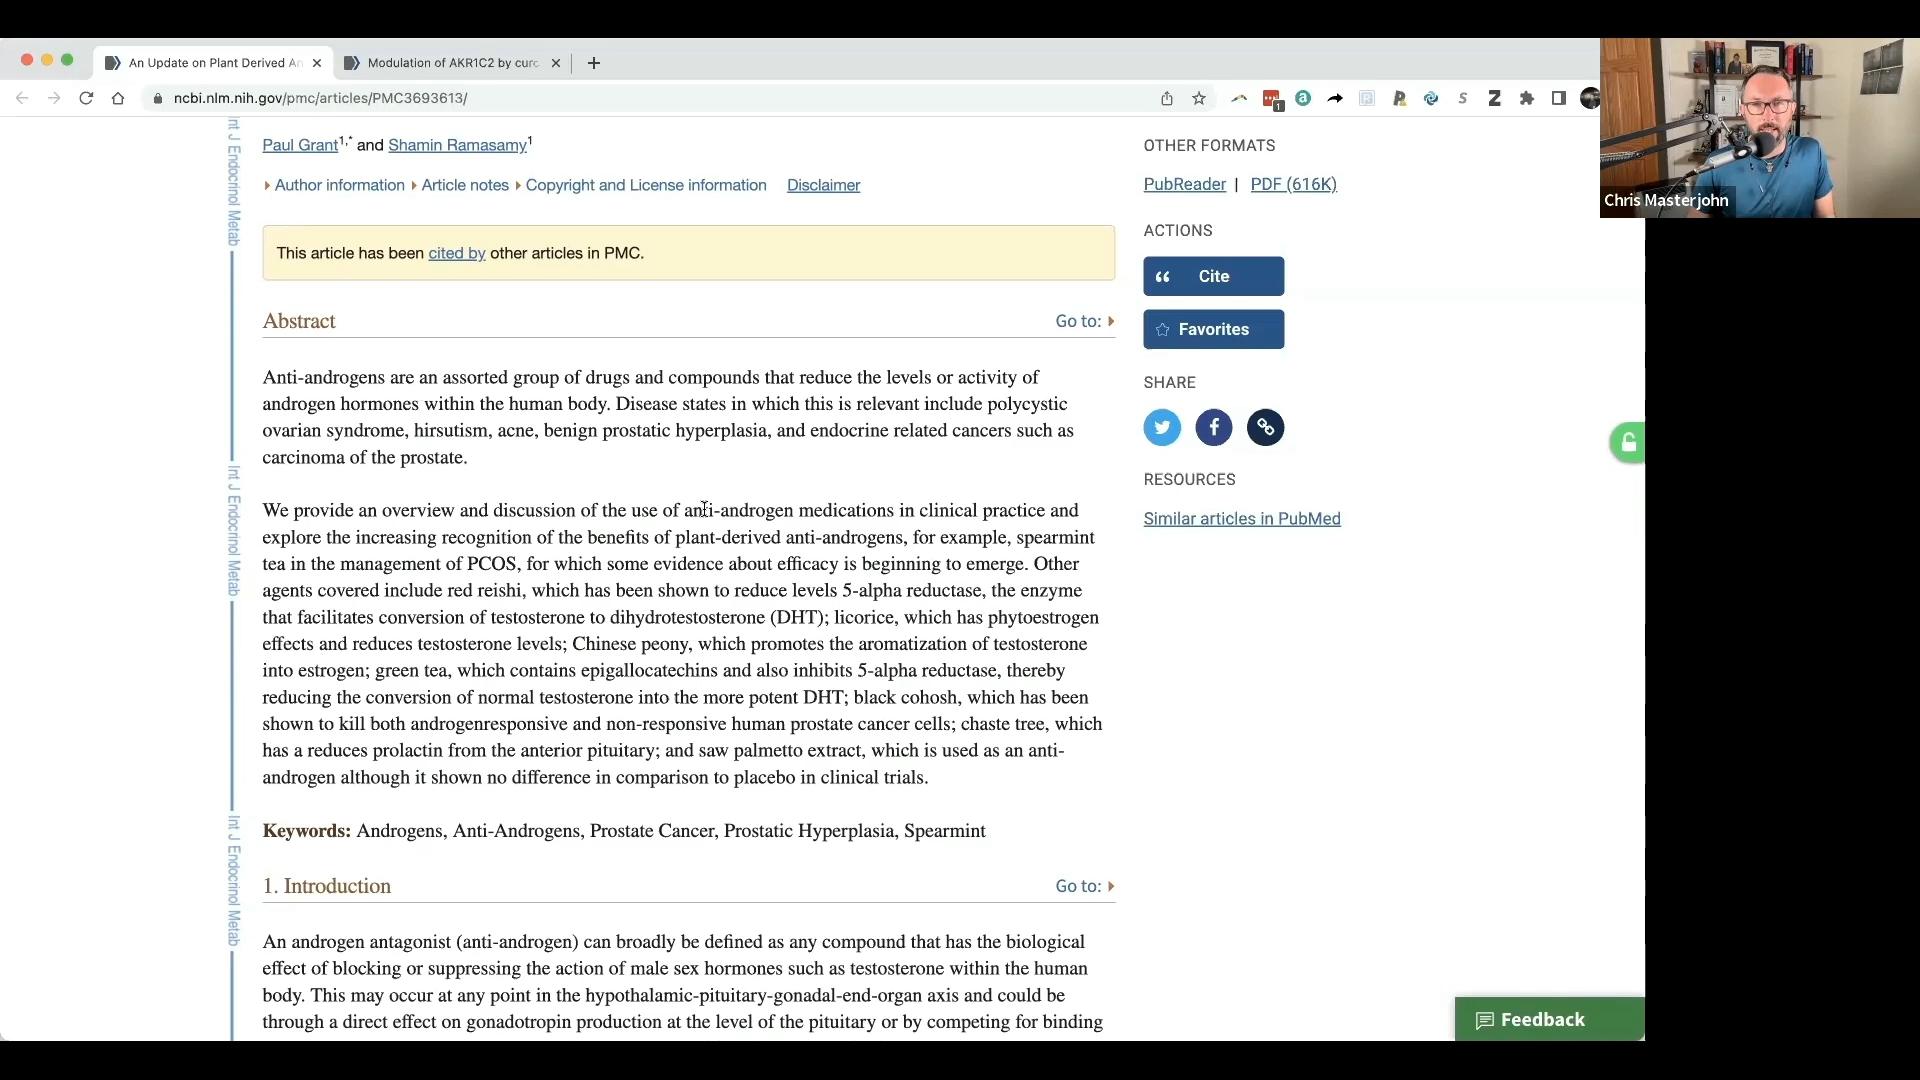 An Update on Plant Derived An
Modulation of AKR1C2 by curc
ncbi.nlm.nih.gov/pmc/articles/PMC3693613/
1
Chris Masterjohn
Int J Endocrinol Metab
Int J Endocrinol Metab
Int J Endocrinol Metab
Paul Grant1,* and Shamin Ramasamy1
Author information Article notes Copyright and License information Disclaimer
This article has been cited by other articles in PMC.
Abstract
Go to:
Anti-androgens are an assorted group of drugs and compounds that reduce the levels or activity of
androgen hormones within the human body. Disease states in which this is relevant include polycystic
ovarian syndrome, hirsutism, acne, benign prostatic hyperplasia, and endocrine related cancers such as
carcinoma of the prostate.
We provide an overview and discussion of the use of anti-androgen medications in clinical practice and
explore the increasing recognition of the benefits of plant-derived anti-androgens, for example, spearmint
tea in the management of PCOS, for which some evidence about efficacy is beginning to emerge. Other
agents covered include red reishi, which has been shown to reduce levels 5-alpha reductase, the enzyme
that facilitates conversion of testosterone to dihydrotestosterone (DHT); licorice, which has phytoestrogen
effects and reduces testosterone levels; Chinese peony, which promotes the aromatization of testosterone
into estrogen; green tea, which contains epigallocatechins and also inhibits 5-alpha reductase, thereby
reducing the conversion of normal testosterone into the more potent DHT; black cohosh, which has been
shown to kill both androgenresponsive and non-responsive human prostate cancer cells; chaste tree, which
has a reduces prolactin from the anterior pituitary; and saw palmetto extract, which is used as an anti-
androgen although it shown no difference in comparison to placebo in clinical trials.
Keywords: Androgens, Anti-Androgens, Prostate Cancer, Prostatic Hyperplasia, Spearmint
1. Introduction
Go to:
An androgen antagonist (anti-androgen) can broadly be defined as any compound that has the biological
effect of blocking or suppressing the action of male sex hormones such as testosterone within the human
body. This may occur at any point in the hypothalamic-pituitary-gonadal-end-organ axis and could be
through a direct effect on gonadotropin production at the level of the pituitary or by competing for binding
OTHER FORMATS
PubReader | PDF (616K)
ACTIONS
Cite
Favorites
SHARE
RESOURCES
Similar articles in PubMed
Feedback